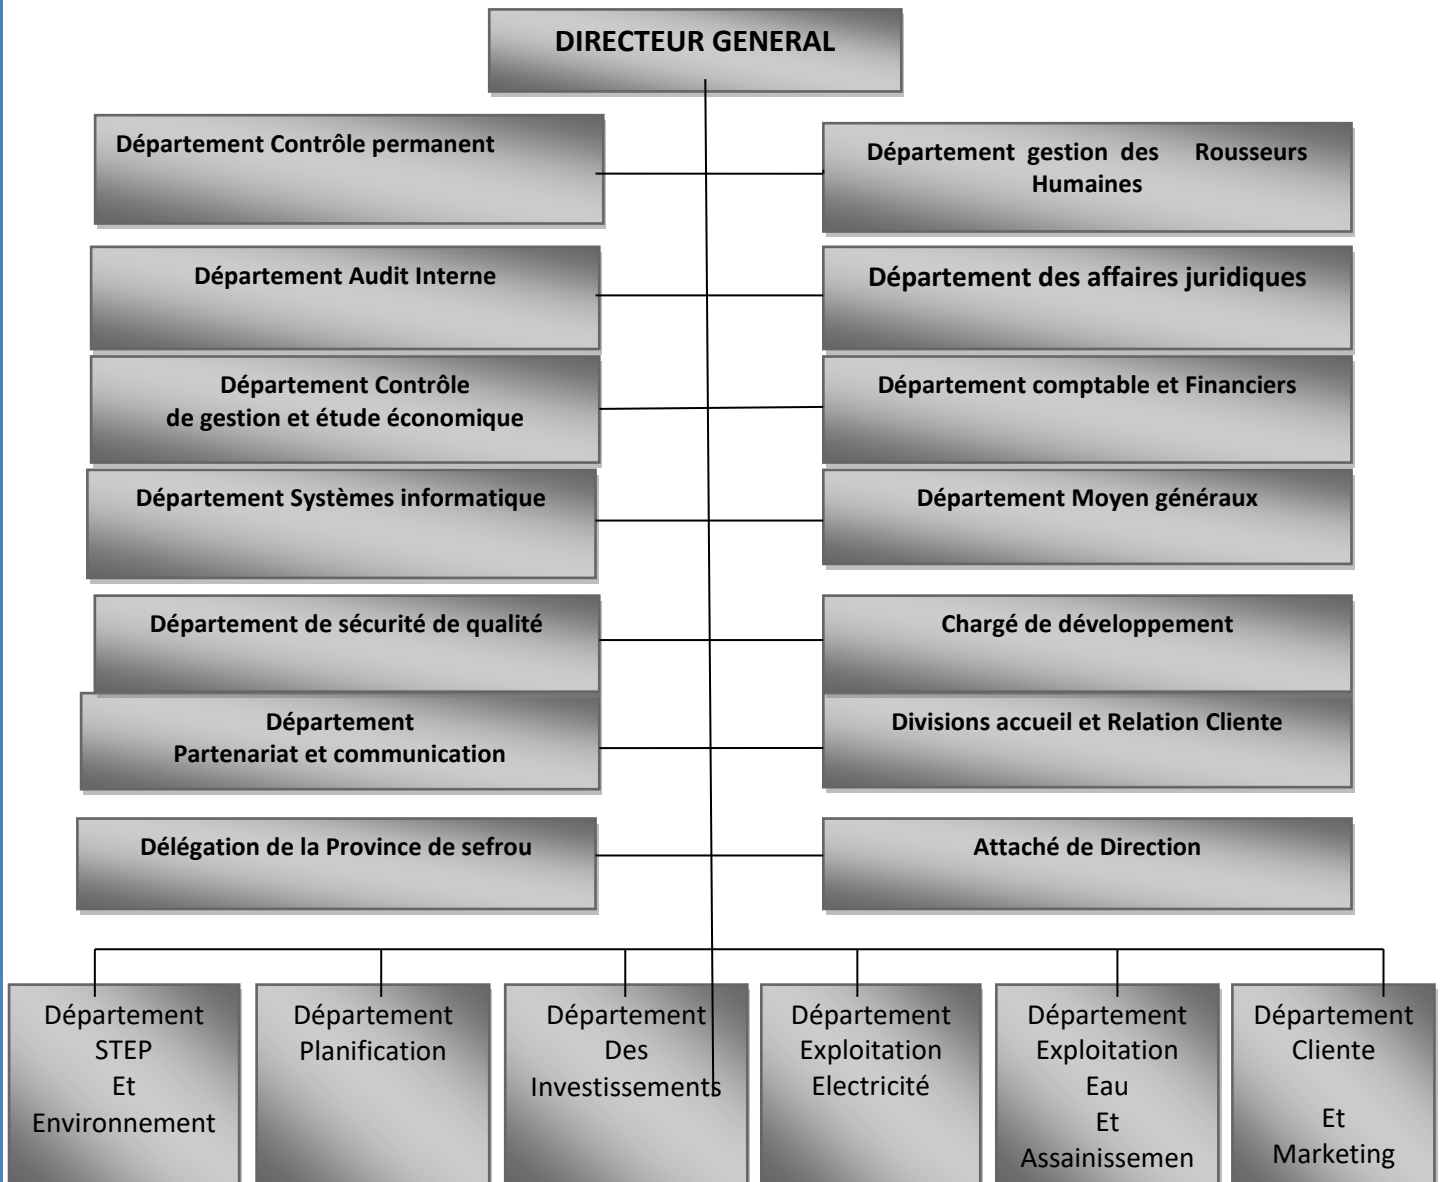 DIRECTEUR GENERAL
Département Contrôle permanent
Département gestion des Rousseurs
Humaines
Département Audit Interne
Département des affaires juridiques
Département Contrôle
de gestion et étude économique
Département comptable et Financiers
Département Systèmes informatique
Département Moyen généraux
Département de sécurité de qualité
Chargé de développement
Département
Partenariat et communication
Divisions accueil et Relation Cliente
Délégation de la Province de sefrou
Attaché de Direction
Département
STEP
Et
Environnement
Département
Planification
Département
Des
Investissements
Département
Exploitation
Electricité
Département
Exploitation
Eau
Et
Assainissemen
Département
Cliente
Et
Marketing